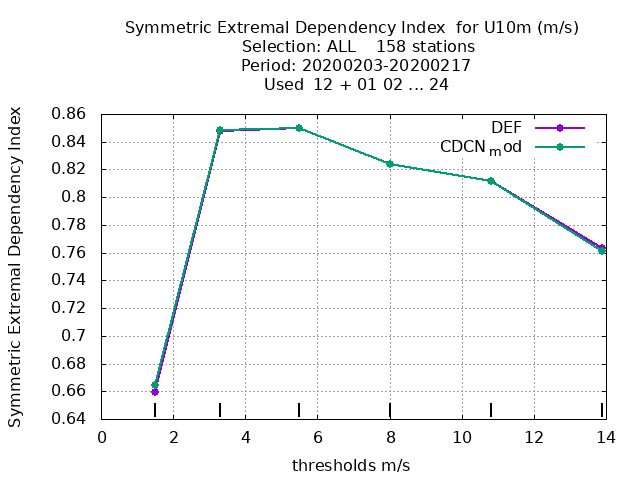 Symmetric Extremal Dependency Index for U10m (m/s)
Selection: ALL 158 stations
Period: 20200203-20200217
Used 12 + 01 02 ... 24
Symmetric Extremal Dependency Index
0.86
0.84
0.82
0.8
0.78
0.76
0.74
0.72
0.7
0.68
0.66
0.64
DEF
CDCNmod
0 2 4 6 8 10 12 14
thresholds m/s